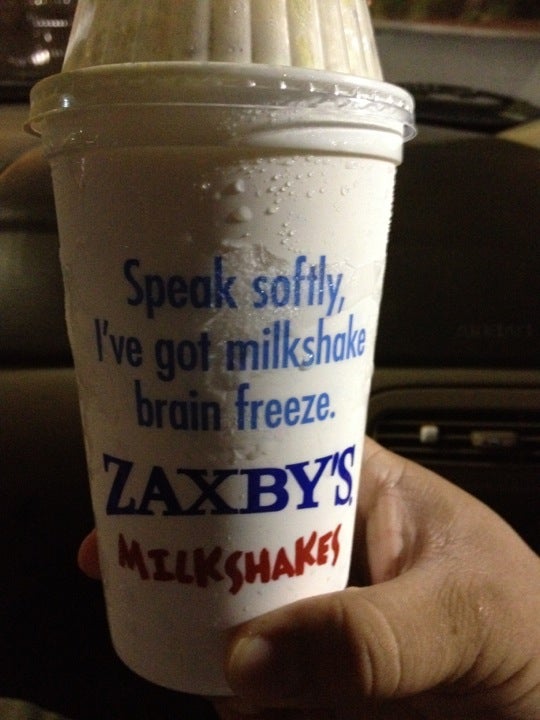 Speak softly,
I've got milkshake
brain freeze.
ZAXBY'S
MILKSHAKES